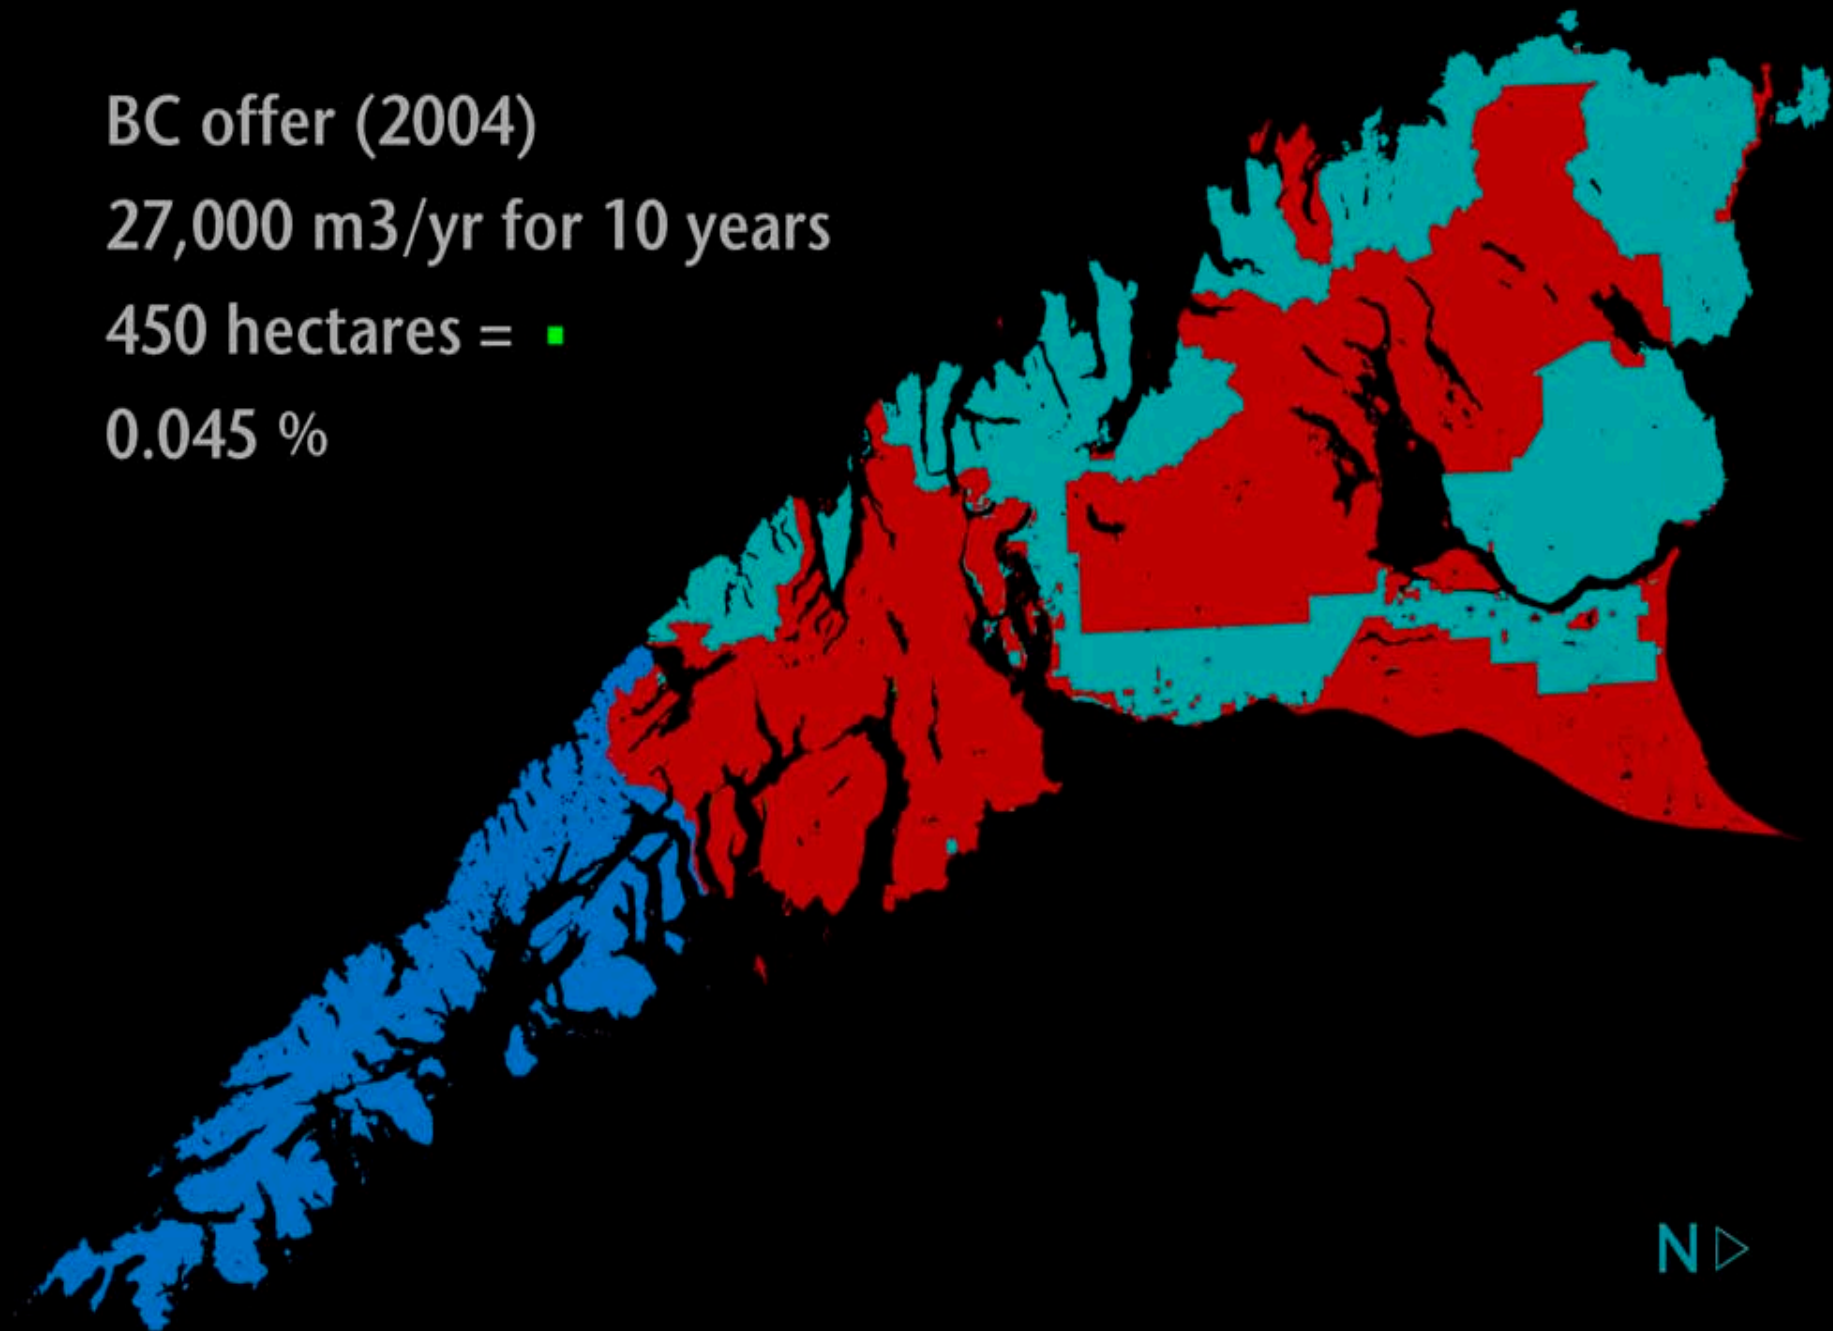 BC offer (2004)
27,000 m3/yr for 10 years
450 hectares =
0.045 %
N